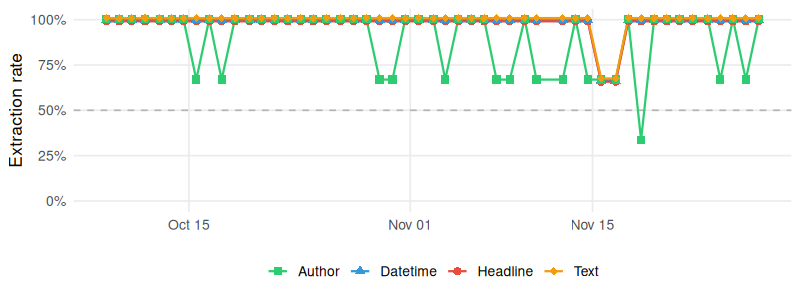 100%
75%
50%
25%
0%
Extraction rate
Oct 15 Nov 01 Nov 15
Author Datetime Headline Text